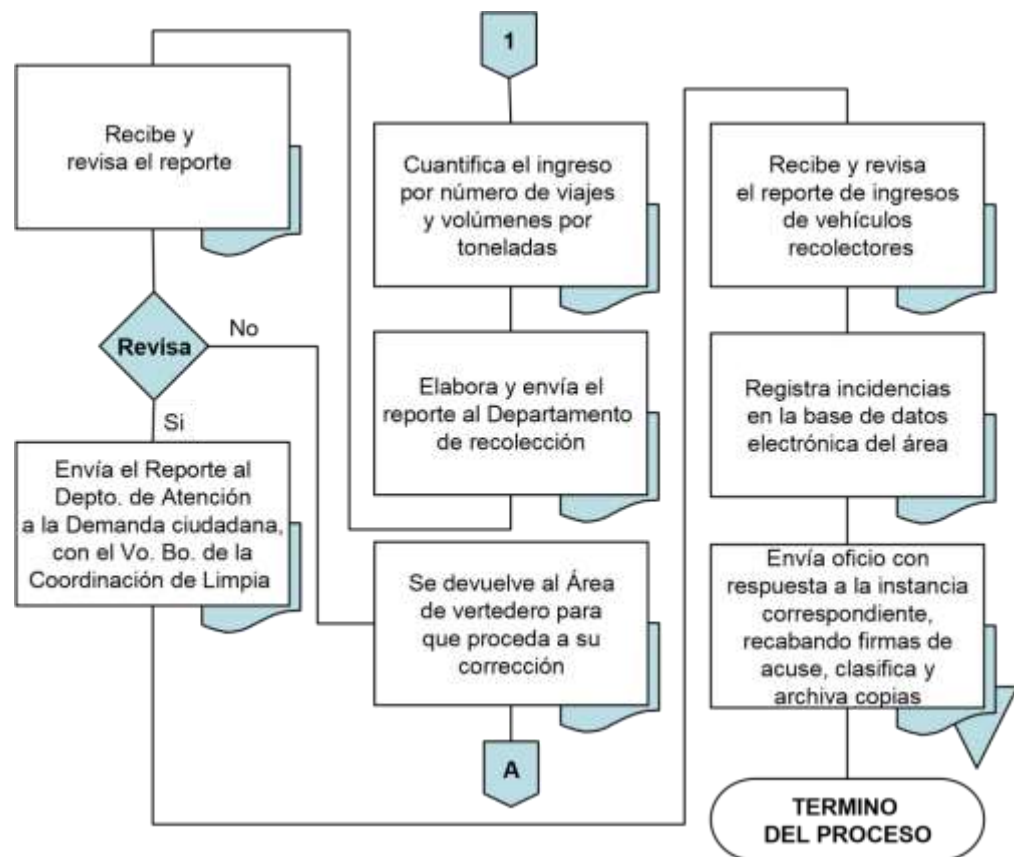 1
Recibe y
revisa el reporte
Cuantifica el ingreso
por número de viajes
y volúmenes por
toneladas
Recibe y revisa
el reporte de ingresos
de vehículos
recolectores
Revisa
No
Si
Elabora y envía el
reporte al Departamento
de recolección
Registra incidencias
en la base de datos
electrónica del área
Envía el Reporte al
Depto. de Atención
a la Demanda ciudadana,
con el Vo. Bo. de la
Coordinación de Limpia
Se devuelve al Área
de vertedero para
que proceda a su
corrección
Envía oficio con
respuesta a la instancia
correspondiente,
recabando firmas de
acuse, clasifica y
archiva copias
A
TERMINO
DEL PROCESO